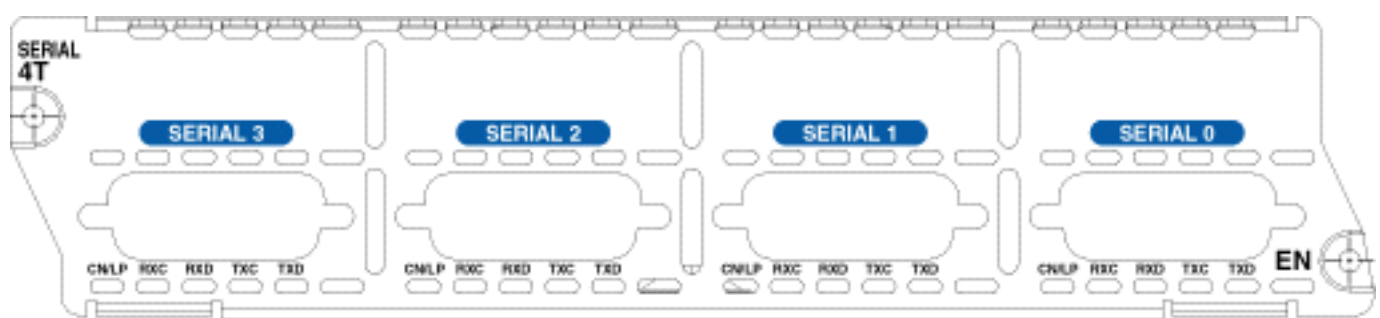 SERIAL
4T
SERIAL 3 SERIAL 2 SERIAL 1 SERIAL 0
CN/LP RXC RXD TXC TXD CN/LP RXC RXD TXC TXD CN/LP RXC RXD TXC TXD CN/LP RXC RXD TXC TXD EN